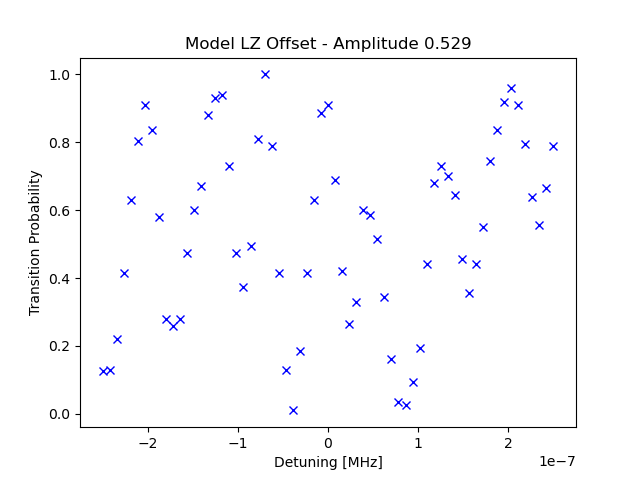 Model LZ Offset - Amplitude 0.529
1.0
0.8
0.6
0.4
0.2
0.0
Transition Probability
−2
−1
0
1
2
1e−7
Detuning [MHz]